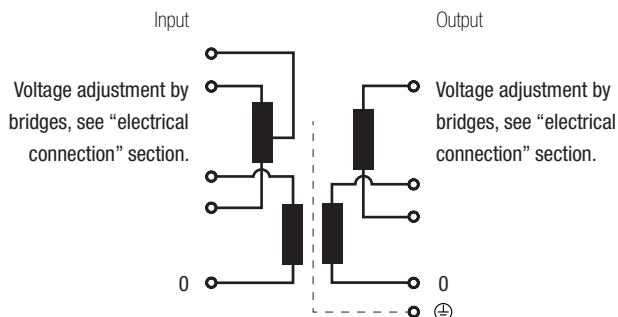 Input
Output
Voltage adjustment by
bridges, see “electrical
connection” section.
Voltage adjustment by
bridges, see “electrical
connection” section.
0
0